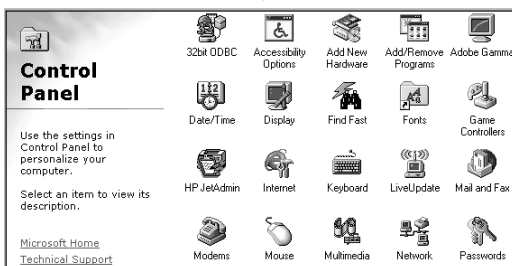 Control
Panel
Use the settings in
Control Panel to
personalize your
computer.
Select an item to view its
description.
Microsoft Home
Technical Support
32bit ODBC
Accessibility
Options
Add New
Hardware
Add/Remove
Programs
Adobe Gamma
Date/Time
Display
Find Fast
Fonts
Game
Controllers
HP JetAdmin
Internet
Keyboard
LiveUpdate
Mail and Fax
Modems
Mouse
Multimedia
Network
Passwords